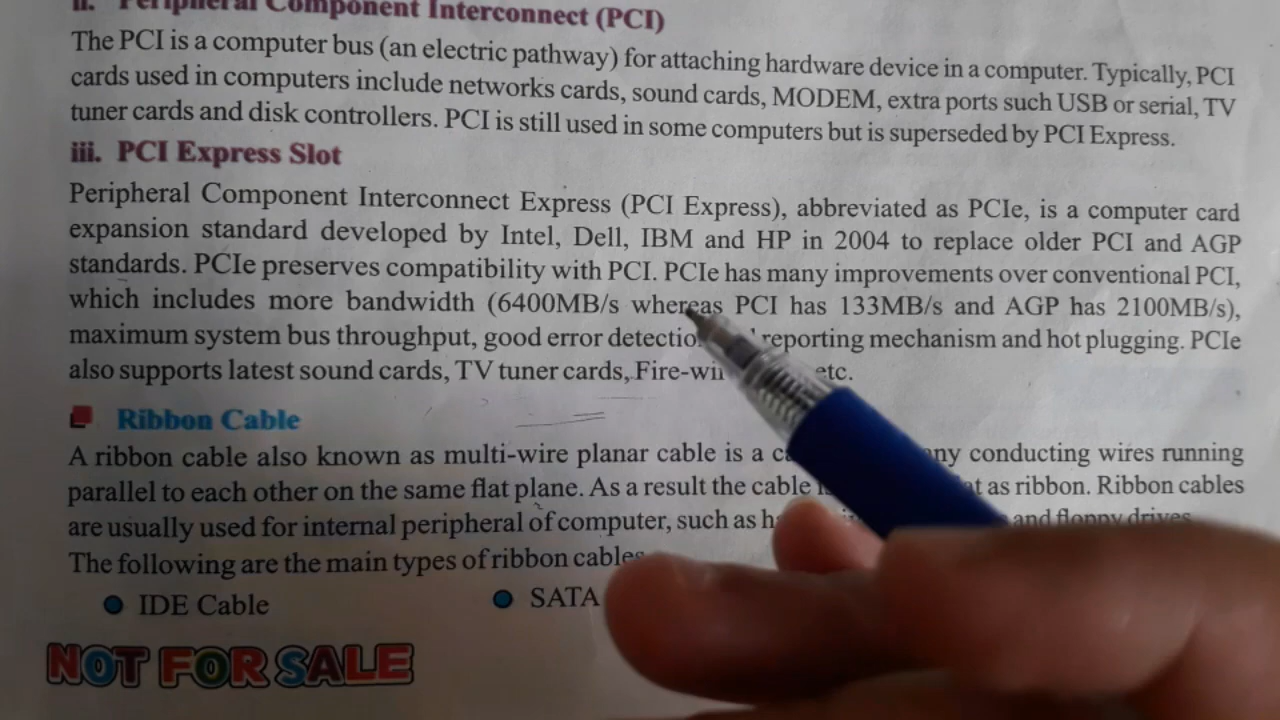 ii. Peripheral Component Interconnect (PCI)
The PCI is a computer bus (an electric pathway) for attaching hardware device in a computer. Typically, PCI
cards used in computers include networks cards, sound cards, MODEM, extra ports such USB or serial, TV
tuner cards and disk controllers. PCI is still used in some computers but is superseded by PCI Express.
iii. PCI Express Slot
Peripheral Component Interconnect Express (PCI Express), abbreviated as PCIe, is a computer card
expansion standard developed by Intel, Dell, IBM and HP in 2004 to replace older PCI and AGP
standards. PCIe preserves compatibility with PCI. PCIe has many improvements over conventional PCI,
which includes more bandwidth (6400MB/s whereas PCI has 133MB/s and AGP has 2100MB/s),
maximum system bus throughput, good error reporting mechanism and hot plugging. PCIe
also supports latest sound cards, TV tuner cards, etc.
Ribbon Cable
A ribbon cable also known as multi-wire planar cable is a conducting wires running
parallel to each other on the same flat plane. As a result the cable as ribbon. Ribbon cables
are usually used for internal peripheral of computer, such as and floppy drives.
The following are the main types of ribbon cables
IDE Cable
SATA
NOT FOR SALE